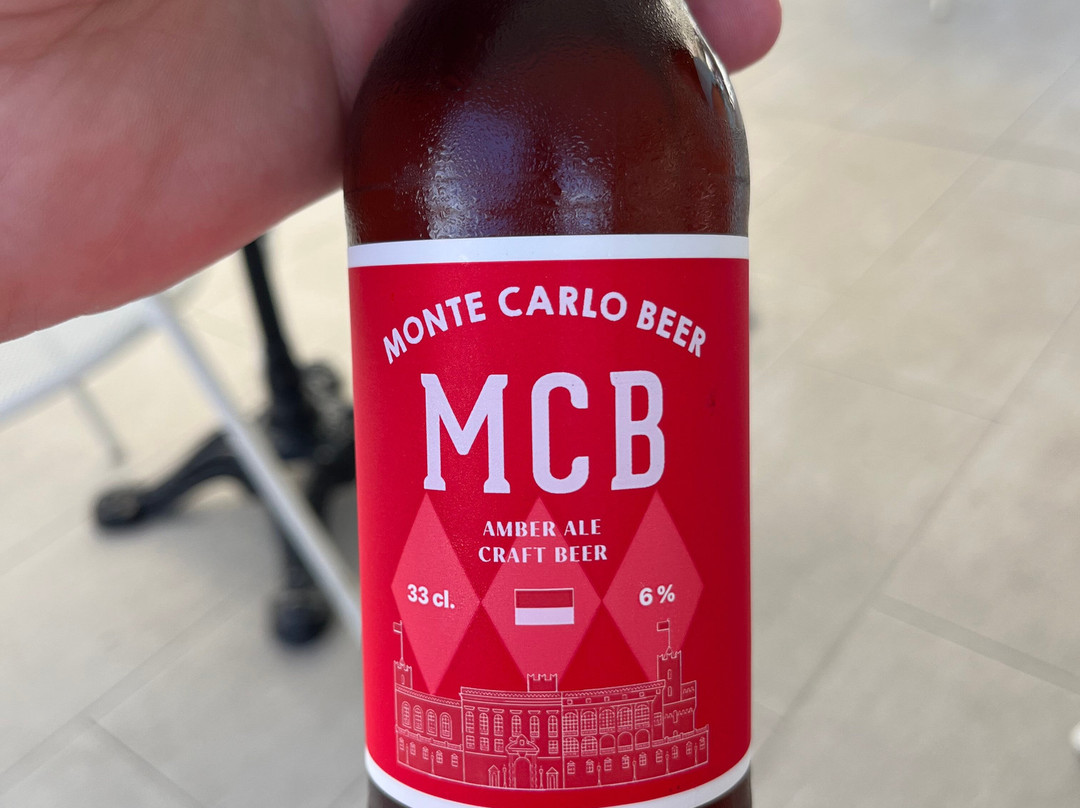 MONTE CARLO BEER
MCB
AMBER ALE
CRAFT BEER
33 cl.
6%